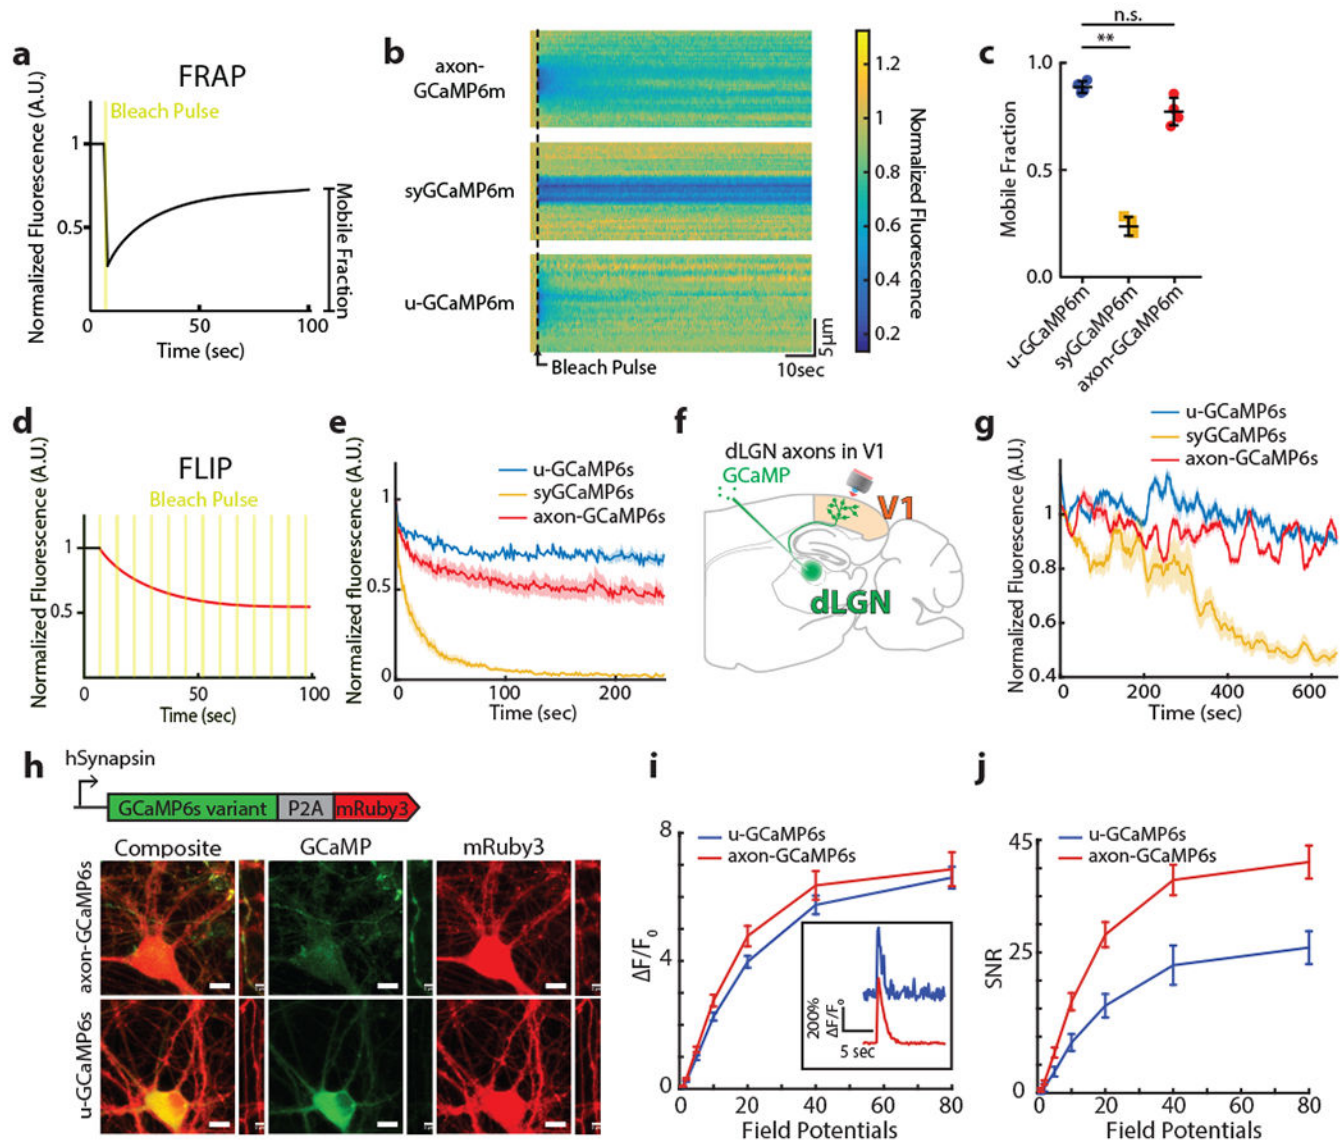 a
FRAP
Normalized Fluorescence (A.U.)
Bleach Pulse
1
0.5
0
50
100
Time (sec)
Mobile Fraction
b
axon-
GCaMP6m
syGCaMP6m
u-GCaMP6m
Bleach Pulse
5µm
10sec
1.2
1
0.8
0.6
0.4
0.2
Normalized Fluorescence
c
n.s.
**
Mobile Fraction
1.0
0.5
0.0
u-GCaMP6m
syGCaMP6m
axon-GCaMP6m
d
FLIP
Bleach Pulse
Normalized Fluorescence (A.U.)
1
0.5
0
50
100
Time (sec)
e
Normalized fluorescence (A.U.)
u-GCaMP6s
syGCaMP6s
axon-GCaMP6s
1
0.5
0
0
100
200
Time (sec)
f
dLGN axons in V1
GCaMP
V1
dLGN
g
u-GCaMP6s
syGCaMP6s
axon-GCaMP6s
Normalized Fluorescence (A.U.)
1
0.8
0.6
0.4
0
200
400
600
Time (sec)
h
hSynapsin
GCaMP6s variant
P2A
mRuby3
Composite
GCaMP
mRuby3
axon-GCaMP6s
u-GCaMP6s
i
u-GCaMP6s
axon-GCaMP6s
ΔF/F₀
8
4
0
200%
ΔF/F₀
5 sec
0
20
40
60
80
Field Potentials
j
u-GCaMP6s
axon-GCaMP6s
SNR
45
25
0
0
20
40
60
80
Field Potentials